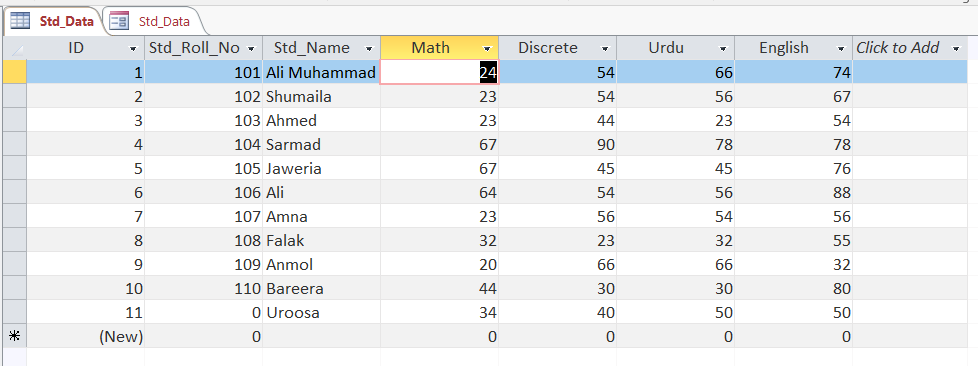 Std_Data Std_Data
ID Std_Roll_No Std_Name Math Discrete Urdu English Click to Add
1 101 Ali Muhammad 24 54 66 74
2 102 Shumaila 23 54 56 67
3 103 Ahmed 23 44 23 54
4 104 Sarmad 67 90 78 78
5 105 Jaweria 67 45 45 76
6 106 Ali 64 54 56 88
7 107 Amna 23 56 54 56
8 108 Falak 32 23 32 55
9 109 Anmol 20 66 66 32
10 110 Bareera 44 30 30 80
11 0 Uroosa 34 40 50 50
(New) 0 0 0 0 0